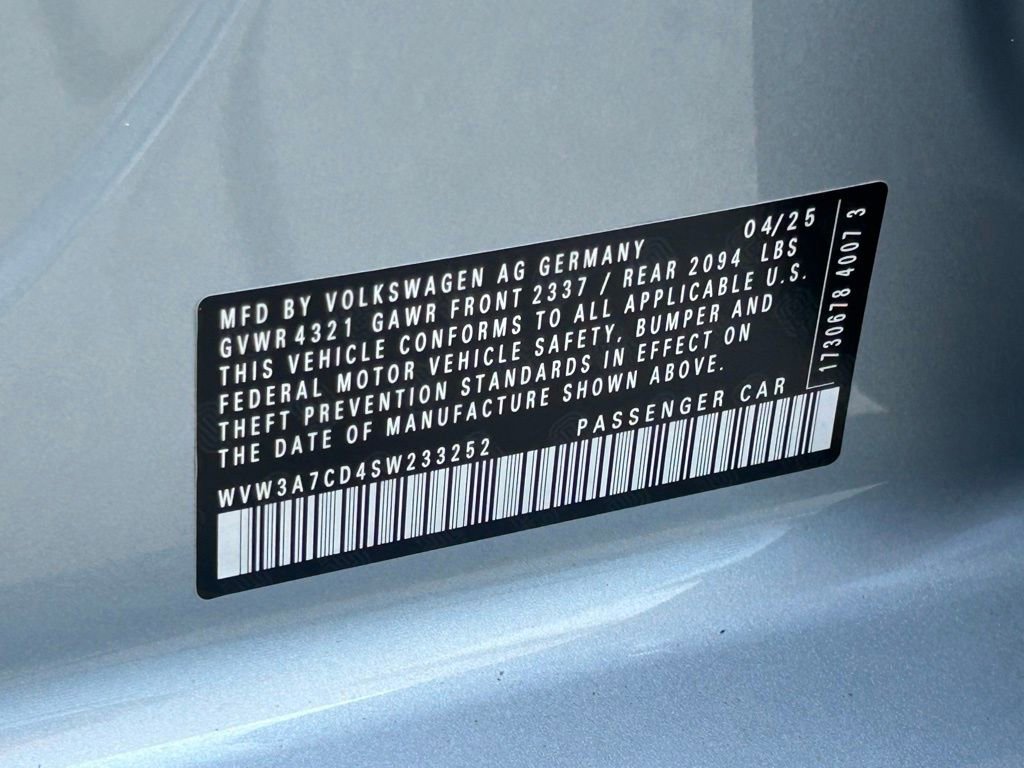 MFD BY VOLKSWAGEN AG GERMANY 04/25
GVWR 4321 GAWR FRONT 2337 / REAR 2094 LBS
THIS VEHICLE CONFORMS TO ALL APPLICABLE U.S.
FEDERAL MOTOR VEHICLE SAFETY, BUMPER AND
THEFT PREVENTION STANDARDS IN EFFECT ON
THE DATE OF MANUFACTURE SHOWN ABOVE.
WVW3A7CD4SW233252 PASSENGER CAR
1730678 4007 3